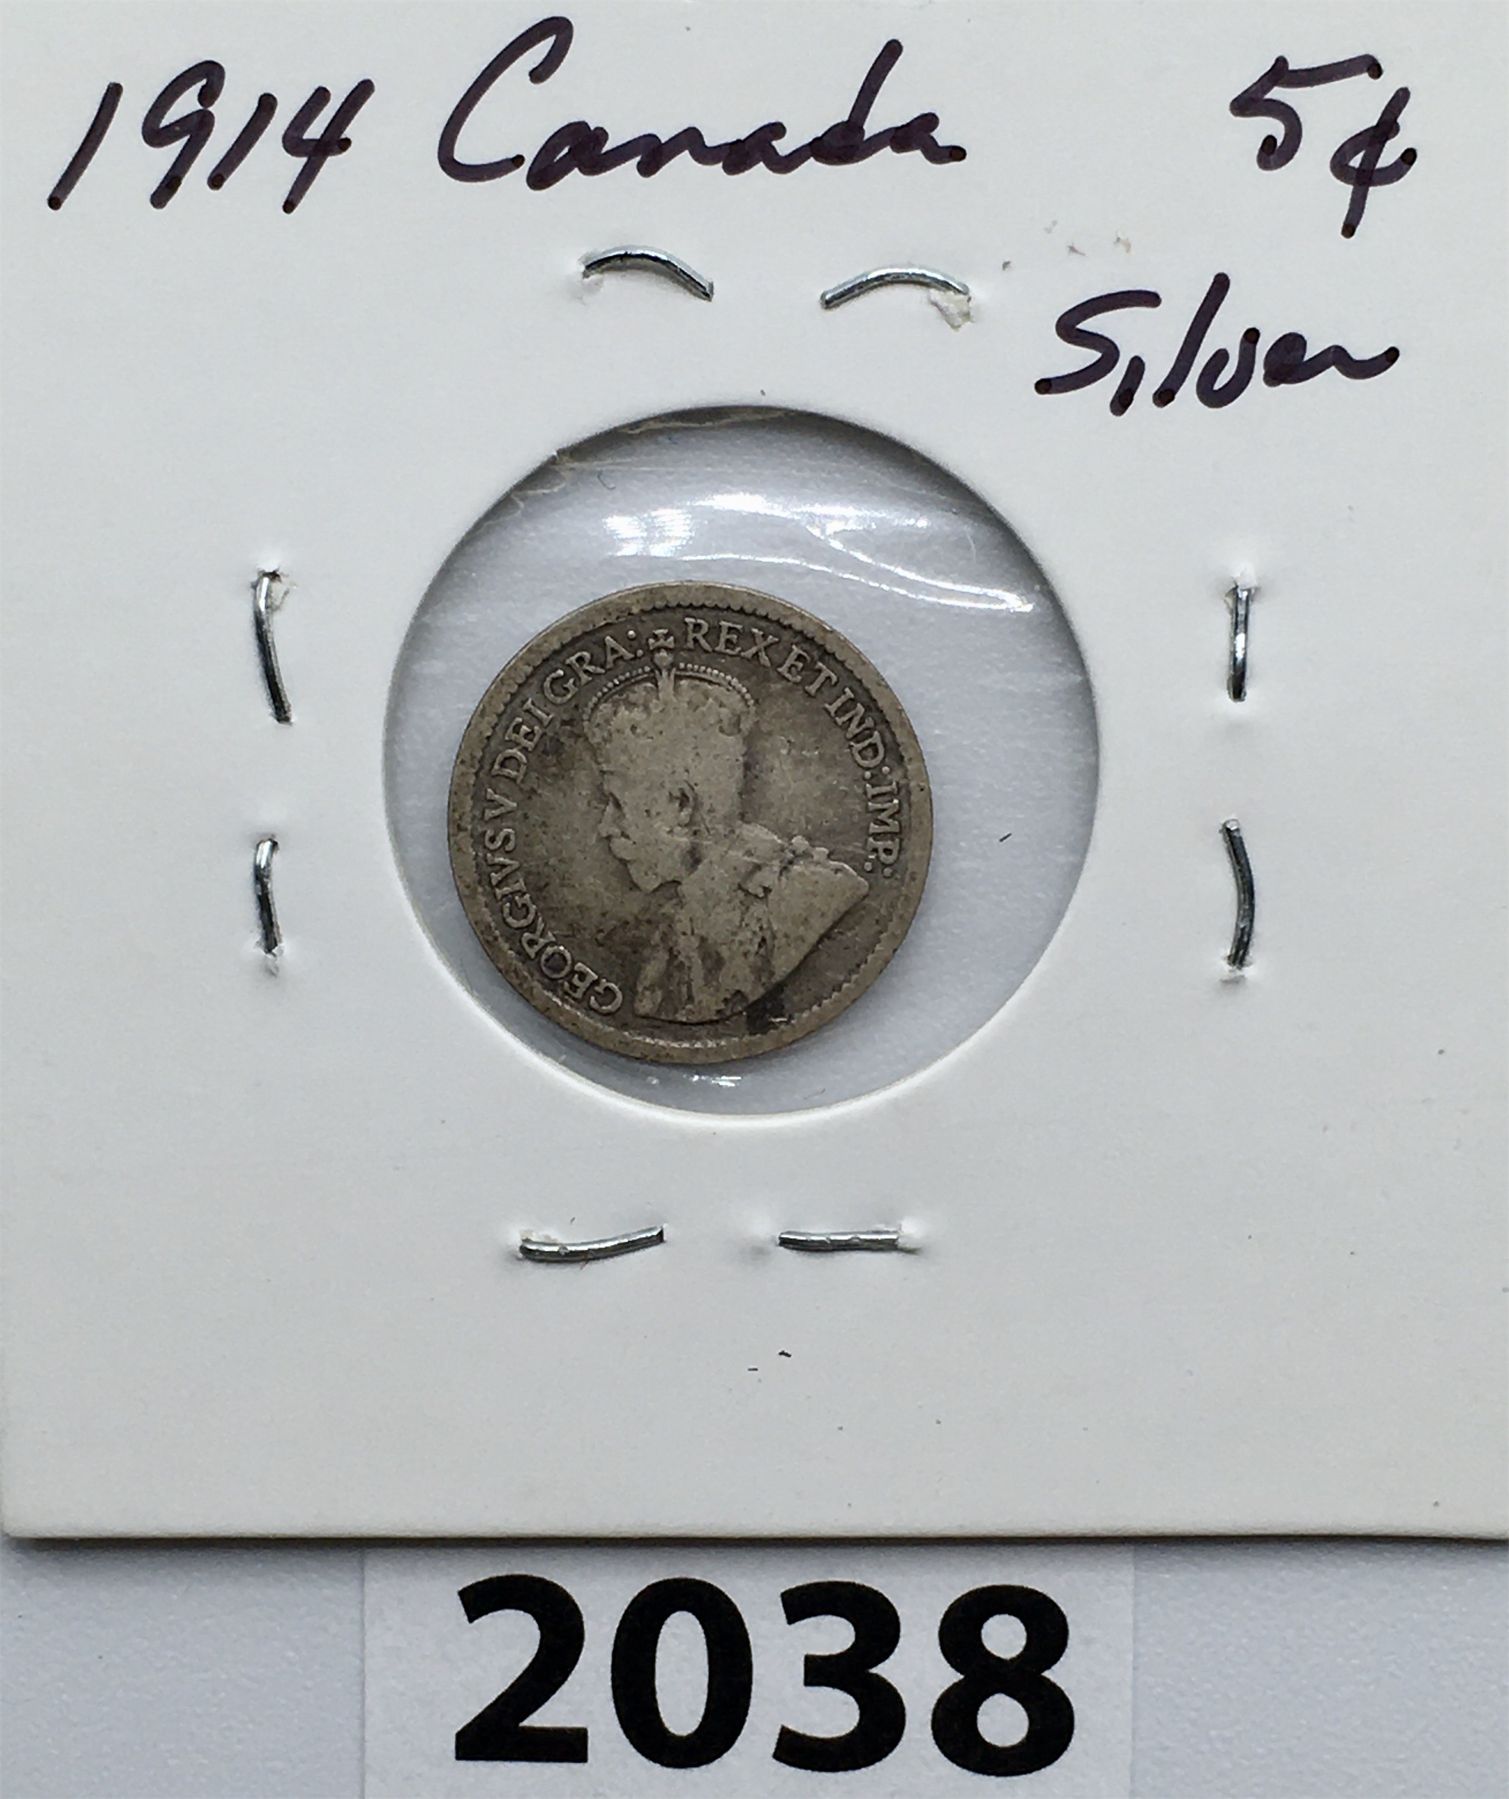 1914 Canada 5¢
Silver
GEORGIVS V DEI GRA: REX ET IND: IMP:
2038